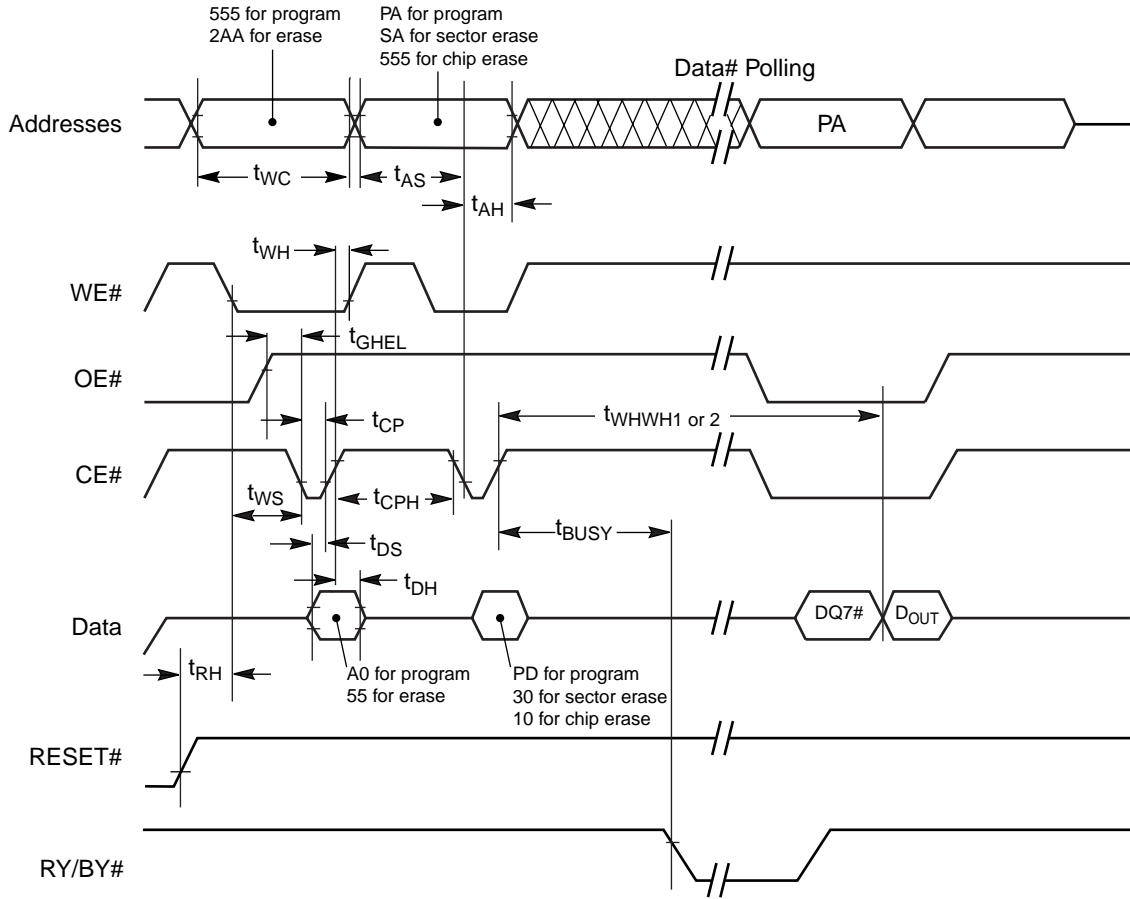 555 for program
2AA for erase
PA for program
SA for sector erase
555 for chip erase
Data# Polling
Addresses
PA
tWC
tAS
tAH
tWH
WE#
tGHEL
OE#
tCP
tWHWH1 or 2
CE#
tWS
tCPH
tBUSY
tDS
tDH
Data
DQ7#
DOUT
tRH
A0 for program
55 for erase
PD for program
30 for sector erase
10 for chip erase
RESET#
RY/BY#